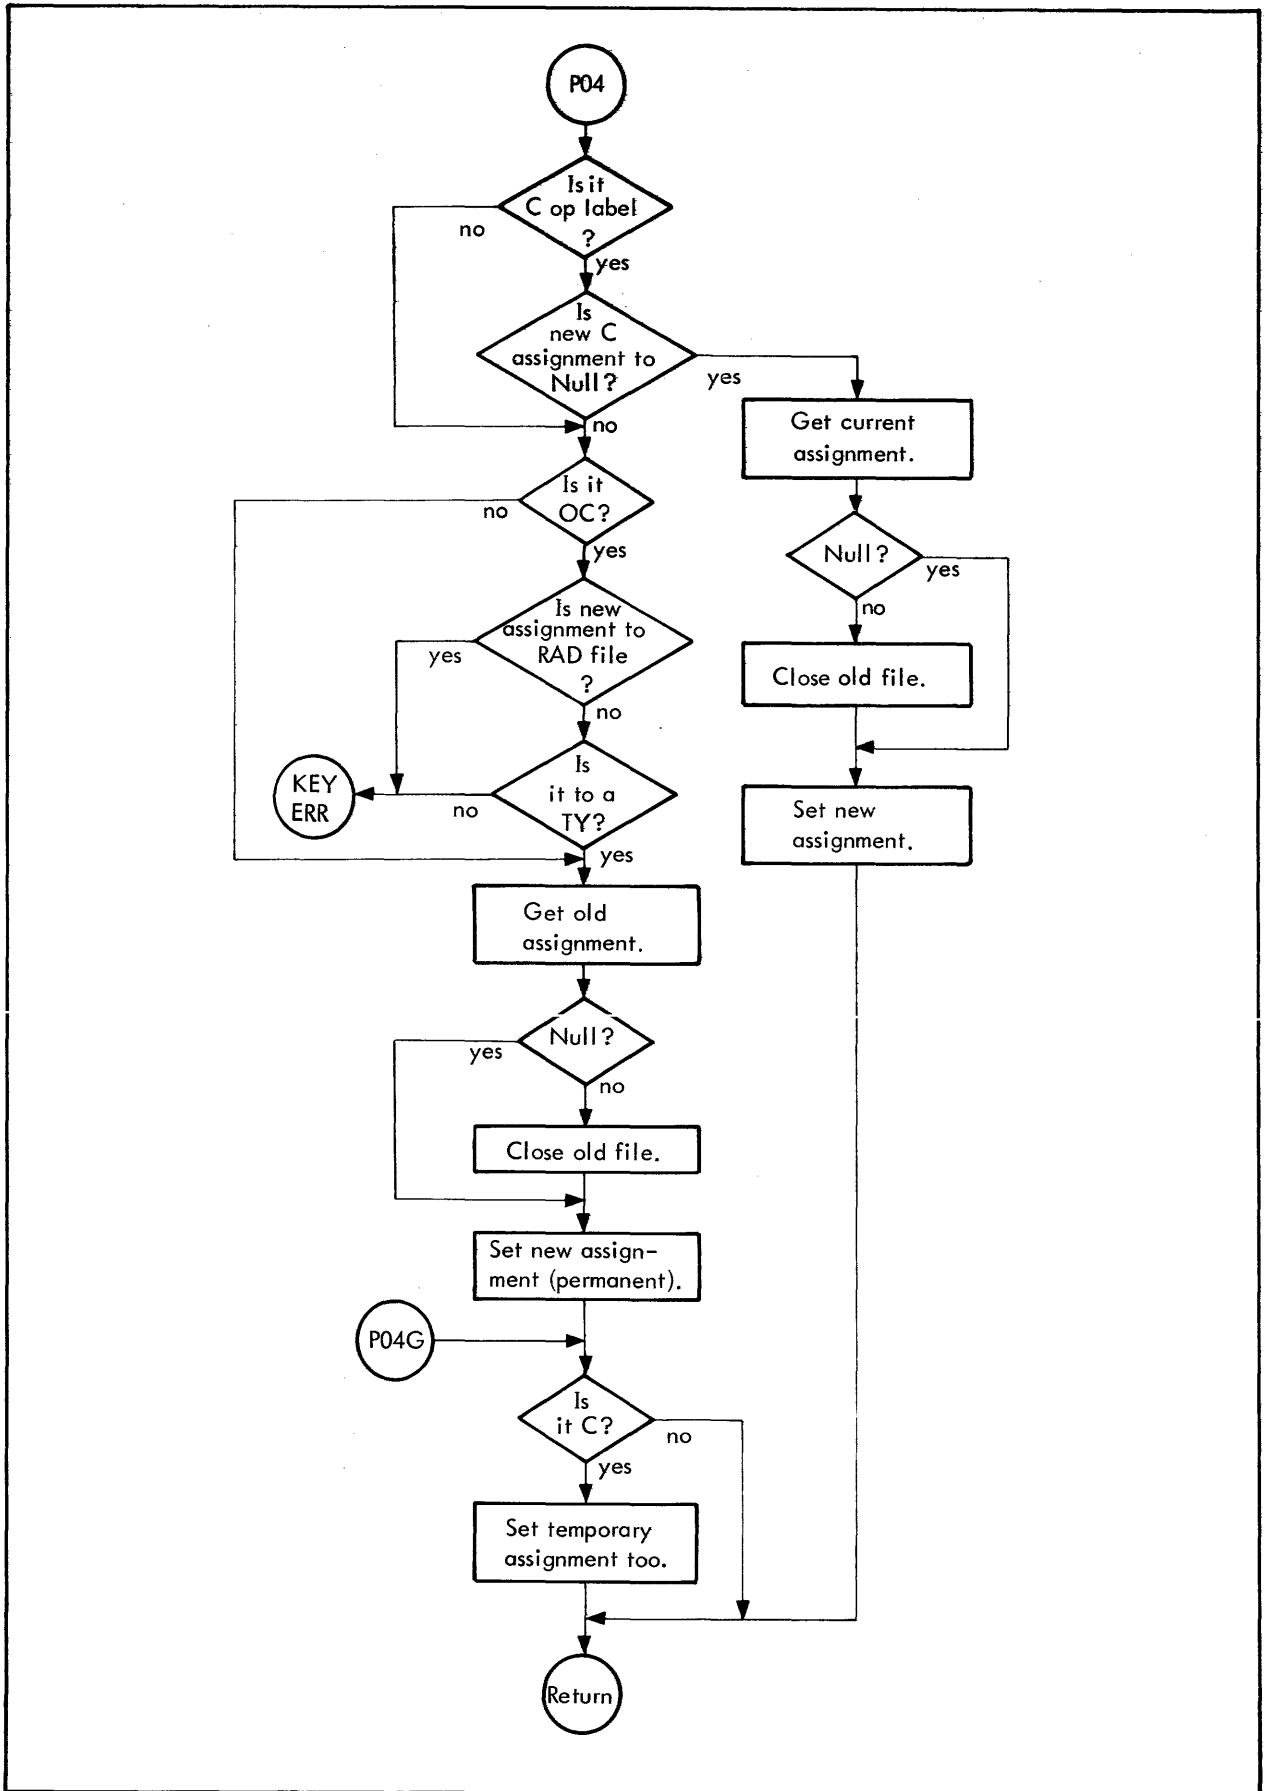 P04
Is it
C op label
?
no
yes
Is
new C
assignment to
Null?
yes
no
Get current
assignment.
Is it
OC?
no
yes
Null?
yes
no
Is new
assignment to
RAD file
?
yes
no
Close old file.
Is
it to a
TY?
no
yes
KEY
ERR
Set new
assignment.
Get old
assignment.
Null?
yes
no
Close old file.
Set new assign-
ment (permanent).
P04G
Is
it C?
no
yes
Set temporary
assignment too.
Return